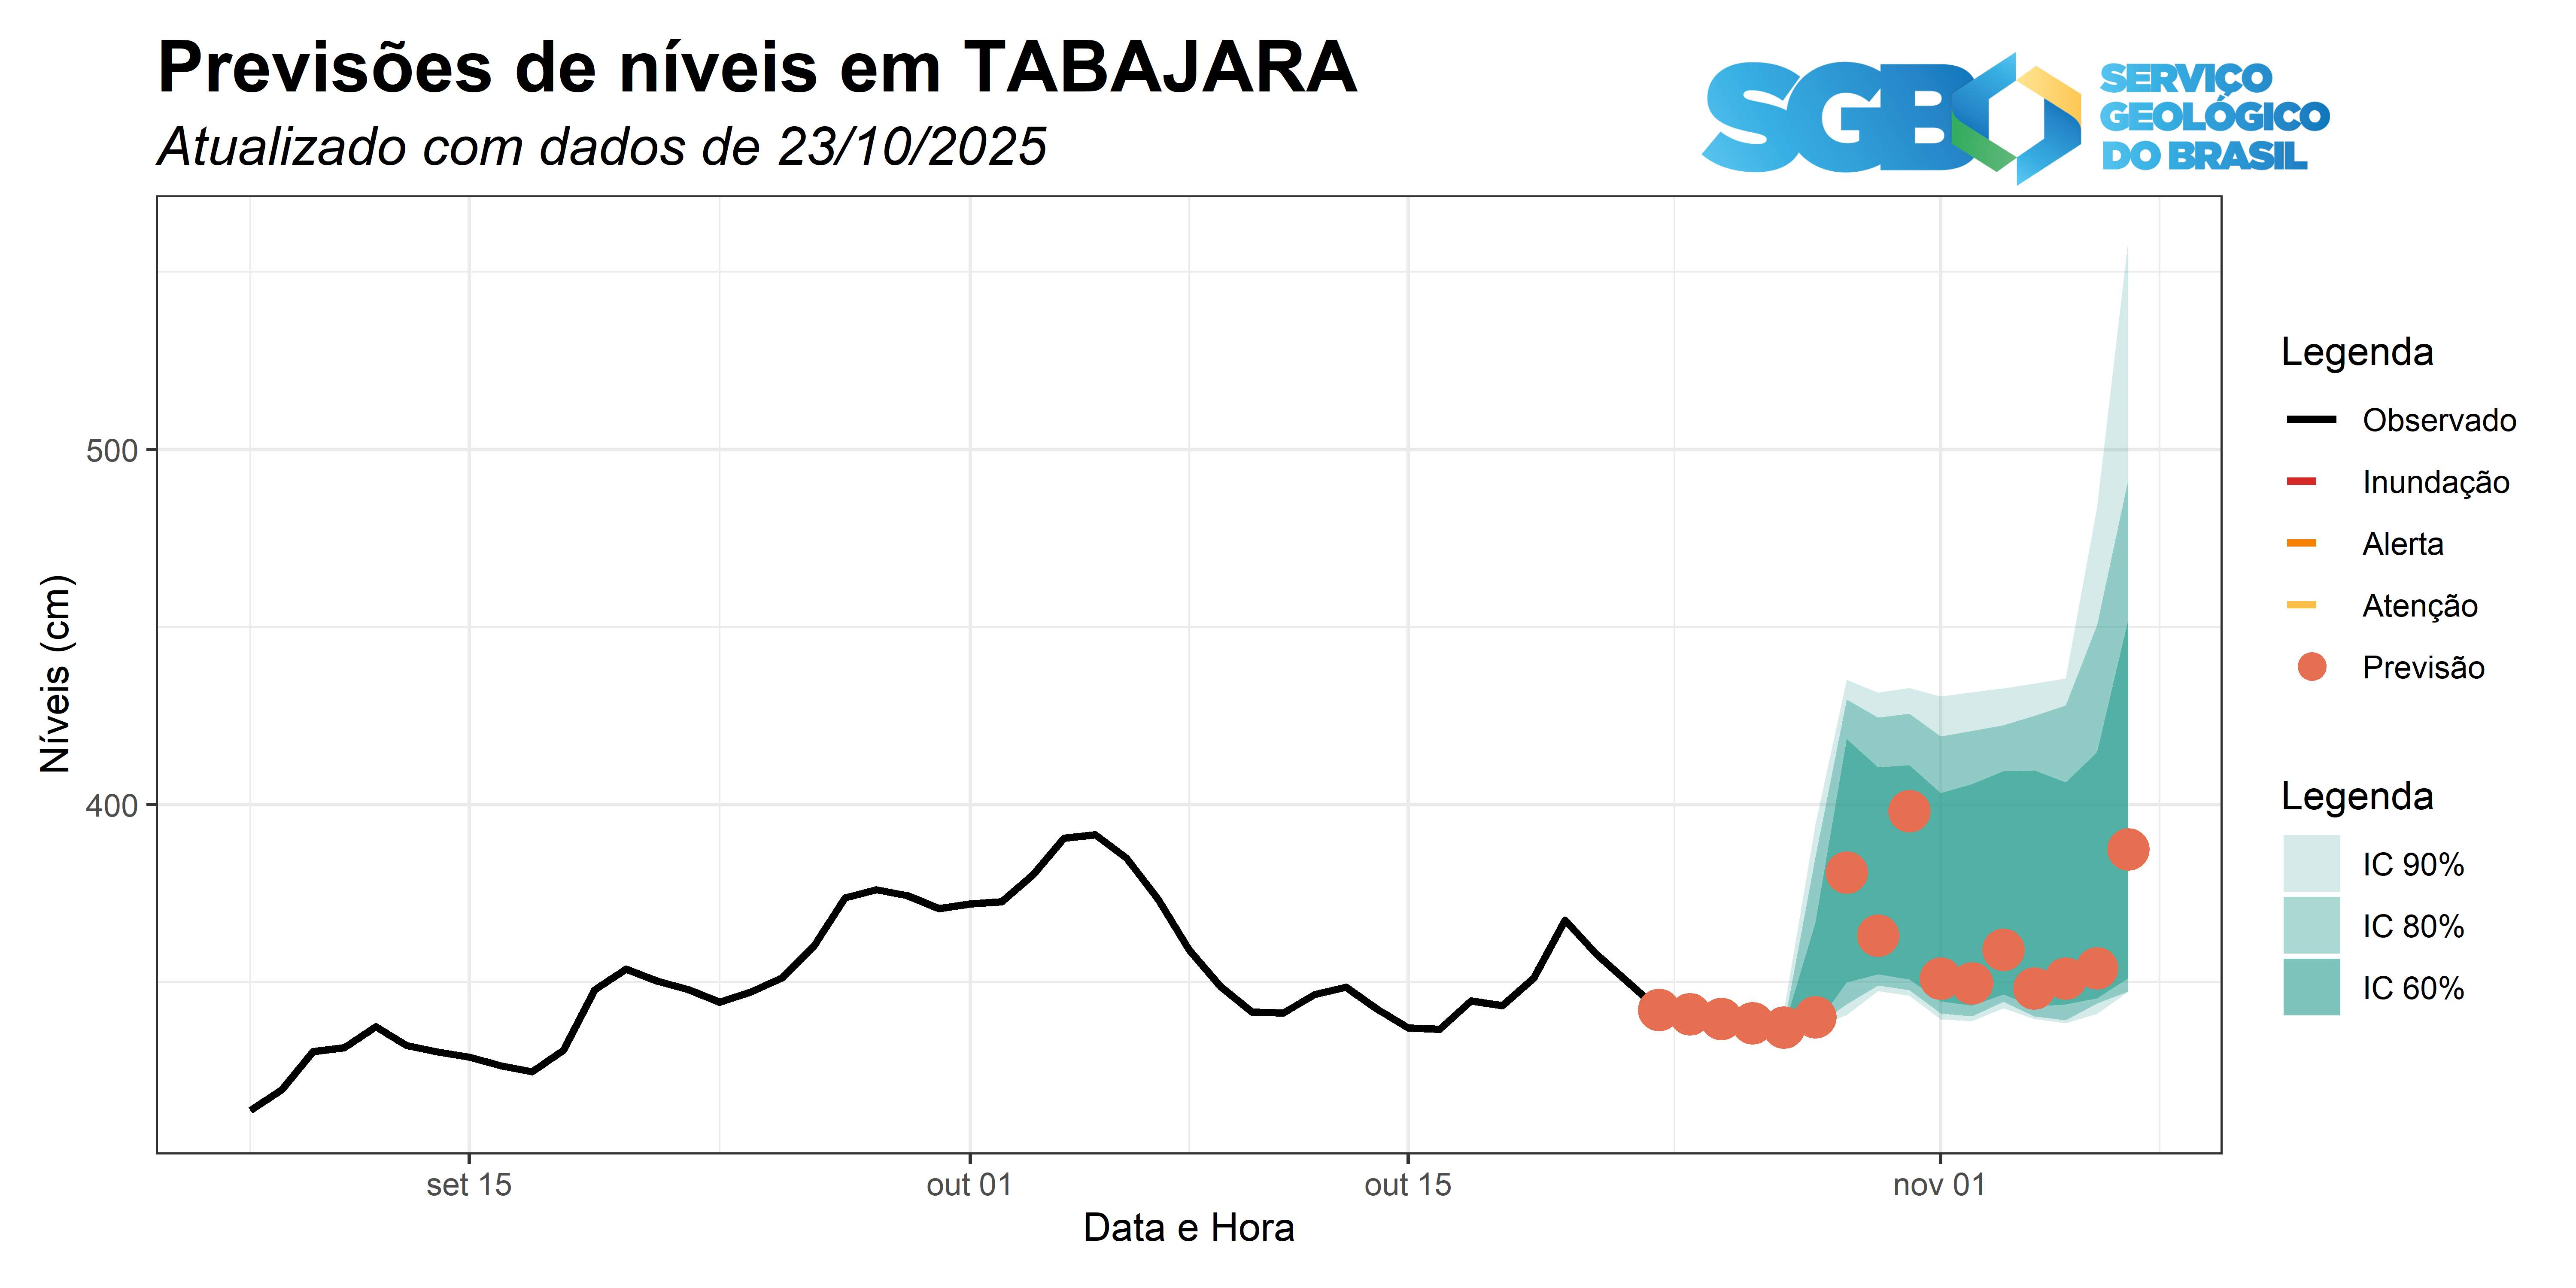 Previsões de níveis em TABAJARA
Atualizado com dados de 23/10/2025
SGB
SERVIÇO
GEOLÓGICO
DO BRASIL
Níveis (cm)
500
400
set 15
out 01
out 15
nov 01
Data e Hora
Legenda
Observado
Inundação
Alerta
Atenção
Previsão
Legenda
IC 90%
IC 80%
IC 60%